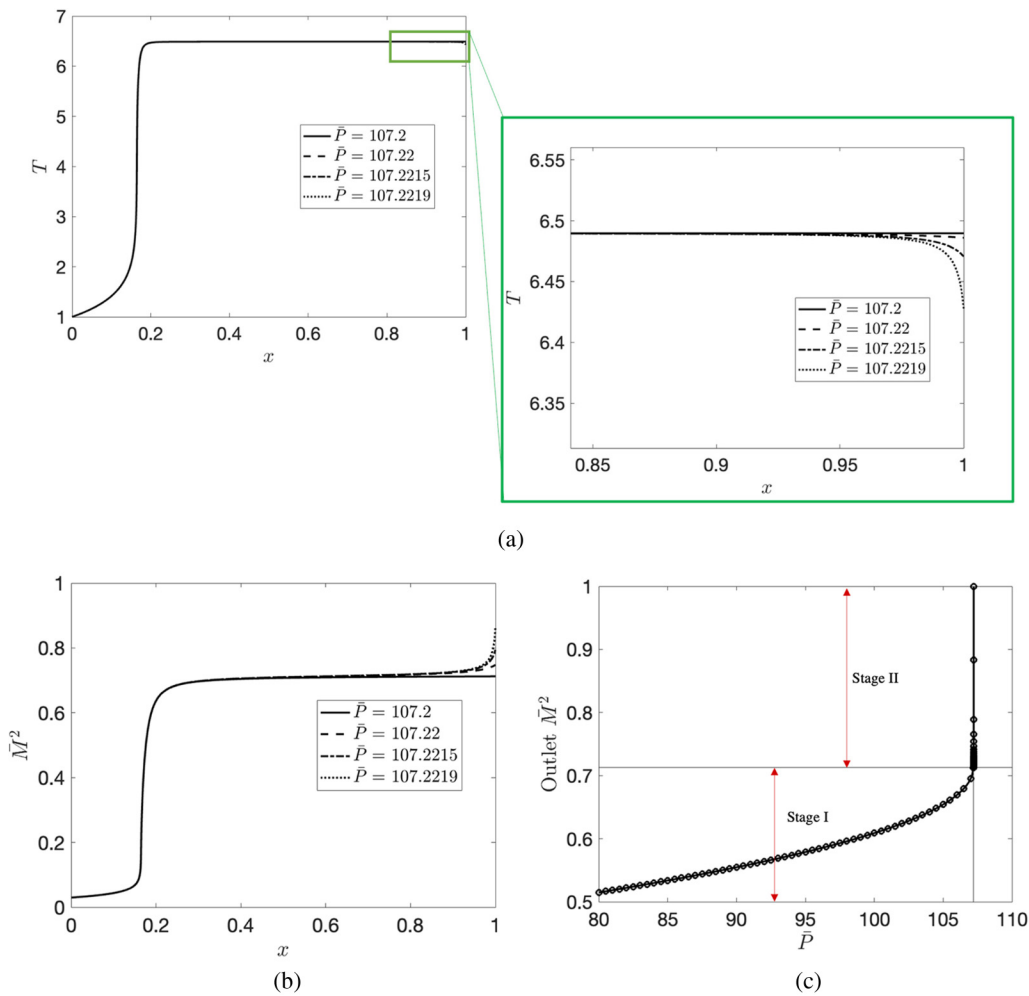 7
6
5
4
3
2
1
T
0
0.2
0.4
0.6
0.8
1
x
P̄ = 107.2
P̄ = 107.22
P̄ = 107.2215
P̄ = 107.2219
6.55
6.5
6.45
6.4
6.35
T
0.85
0.9
0.95
1
x
P̄ = 107.2
P̄ = 107.22
P̄ = 107.2215
P̄ = 107.2219
(a)
1
0.8
0.6
0.4
0.2
0
M̄²
0
0.2
0.4
0.6
0.8
1
x
P̄ = 107.2
P̄ = 107.22
P̄ = 107.2215
P̄ = 107.2219
(b)
1
0.9
0.8
0.7
0.6
0.5
Outlet M̄²
Stage II
Stage I
80
85
90
95
100
105
110
P̄
(c)